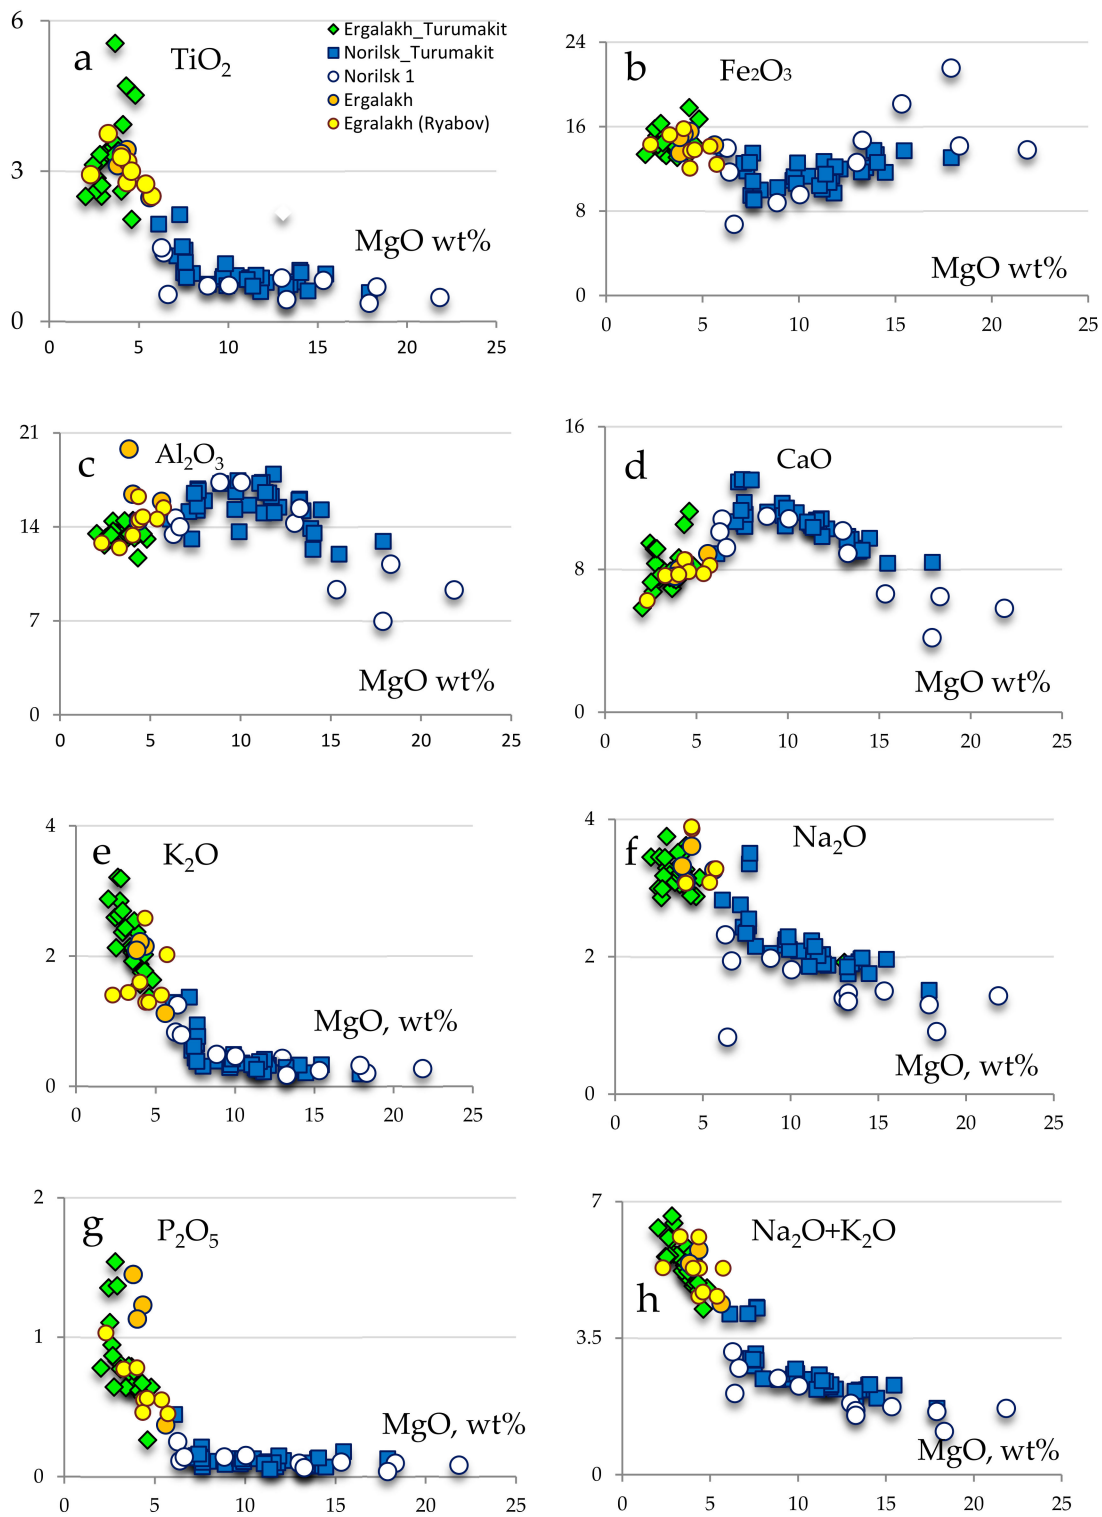 6
a
TiO2
Ergalakh_Turumakit
Norilsk_Turumakit
Norilsk 1
Ergalakh
Egralakh (Ryabov)
3
MgO wt%
0
0 5 10 15 20 25
24
b
Fe2O3
16
8
MgO wt%
0
0 5 10 15 20 25
21
c
Al2O3
14
7
MgO wt%
0
0 5 10 15 20 25
16
d
CaO
8
MgO wt%
0
0 5 10 15 20 25
4
e
K2O
2
MgO, wt%
0
0 5 10 15 20 25
4
f
Na2O
2
MgO, wt%
0
0 5 10 15 20 25
2
g
P2O5
1
MgO, wt%
0
0 5 10 15 20 25
7
Na2O+K2O
h
3.5
MgO, wt%
0
0 5 10 15 20 25